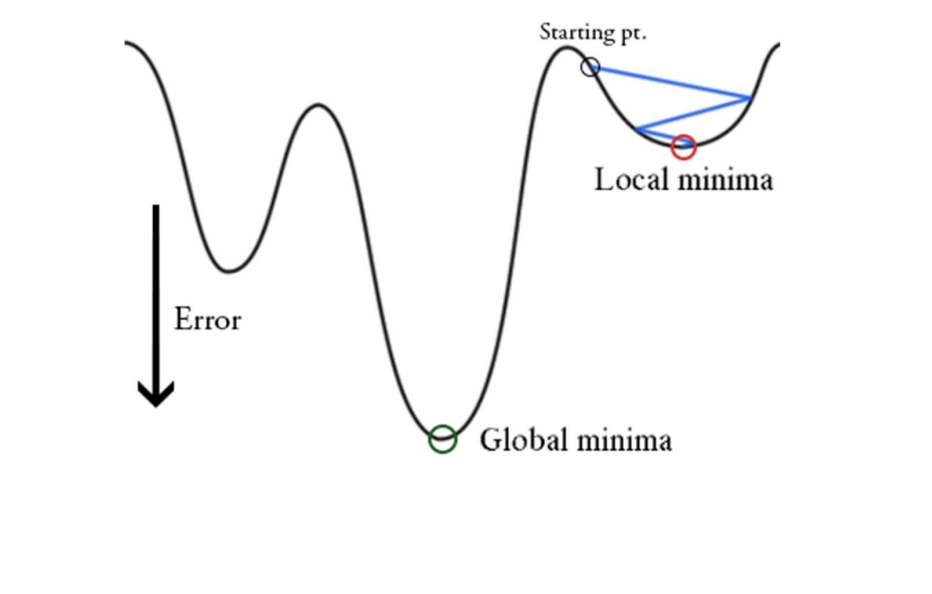 Starting pt.
Local minima
Error
Global minima